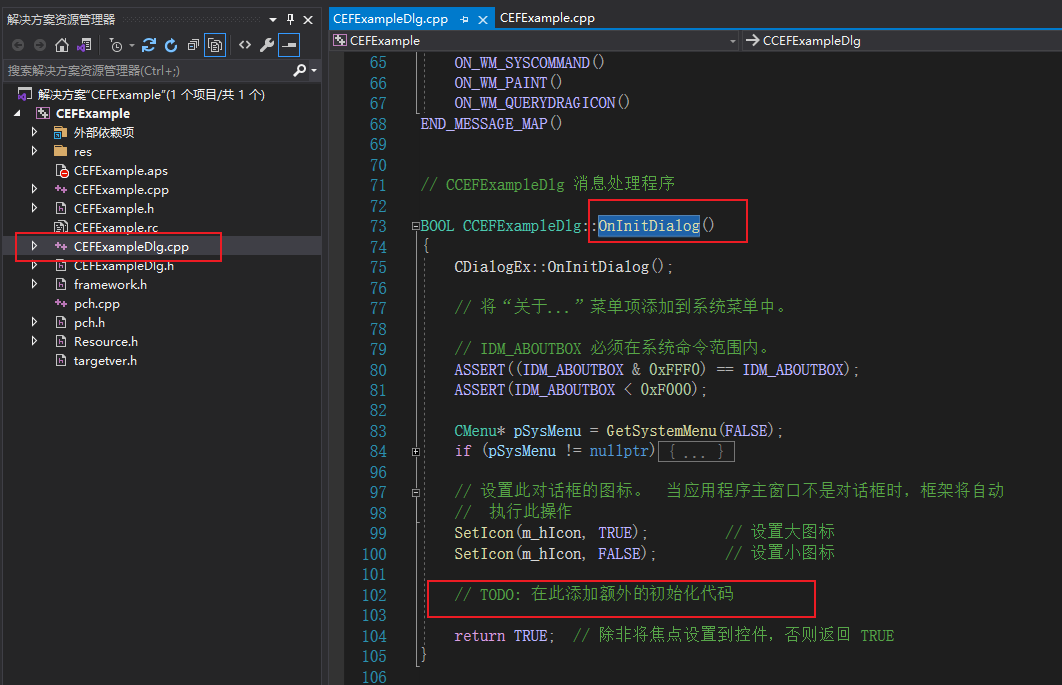 解决方案资源管理器
搜索解决方案资源管理器(Ctrl+;)
解决方案"CEFExample"(1 个项目/共 1 个)
CEFExample
外部依赖项
res
CEFExample.aps
CEFExample.cpp
CEFExample.h
CEFExample.rc
CEFExampleDlg.cpp
CEFExampleDlg.h
framework.h
pch.cpp
pch.h
Resource.h
targetver.h
CEFExampleDlg.cpp CEFExample.cpp
CEFExample CCEFExampleDlg
65 ON_WM_SYSCOMMAND()
66 ON_WM_PAINT()
67 ON_WM_QUERYDRAGICON()
68 END_MESSAGE_MAP()
69
70
71 // CCEFExampleDlg 消息处理程序
72
73 BOOL CCEFExampleDlg::OnInitDialog()
74 {
75 CDialogEx::OnInitDialog();
76
77 // 将“关于...”菜单项添加到系统菜单中。
78
79 // IDM_ABOUTBOX 必须在系统命令范围内。
80 ASSERT((IDM_ABOUTBOX & 0xFFF0) == IDM_ABOUTBOX);
81 ASSERT(IDM_ABOUTBOX < 0xF000);
82
83 CMenu* pSysMenu = GetSystemMenu(FALSE);
84 if (pSysMenu != nullptr) { ... }
96
97 // 设置此对话框的图标。 当应用程序主窗口不是对话框时，框架将自动
98 // 执行此操作
99 SetIcon(m_hIcon, TRUE); // 设置大图标
100 SetIcon(m_hIcon, FALSE); // 设置小图标
101
102 // TODO: 在此添加额外的初始化代码
103
104 return TRUE; // 除非将焦点设置到控件，否则返回 TRUE
105 }
106